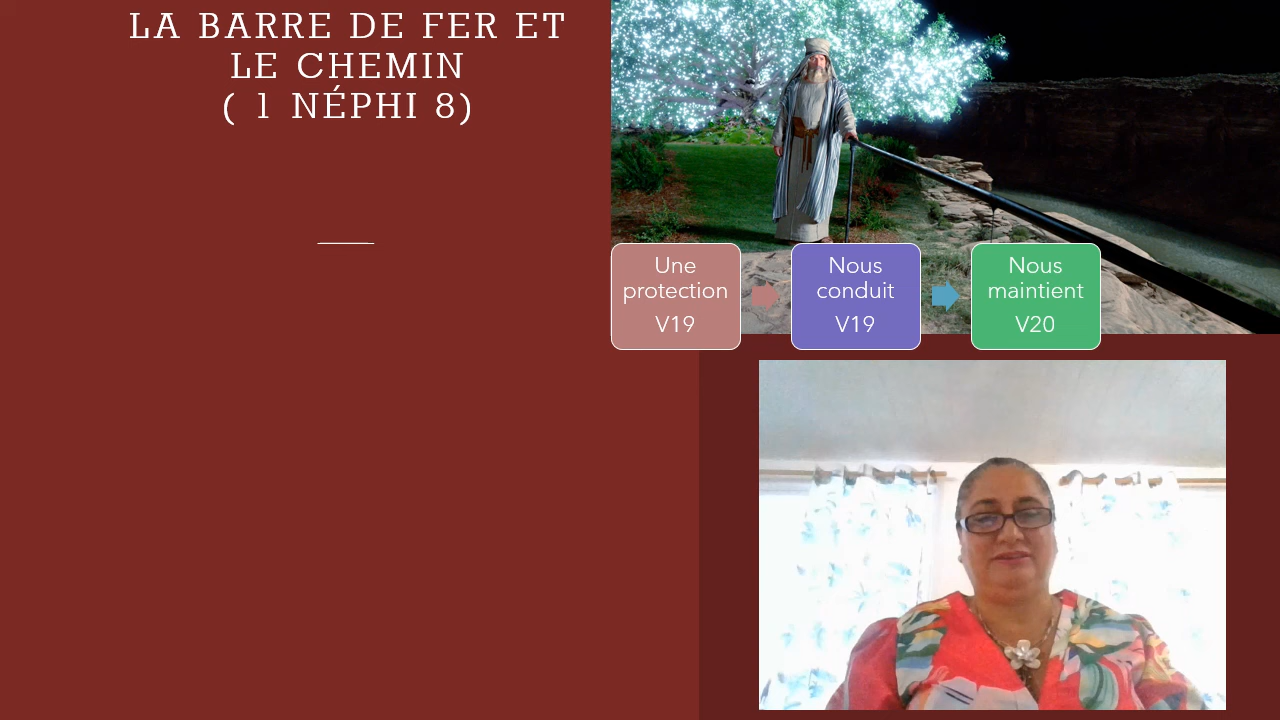 LA BARRE DE FER ET
LE CHEMIN
( 1 NÉPHI 8)
Une
protection
V19
Nous
conduit
V19
Nous
maintient
V20